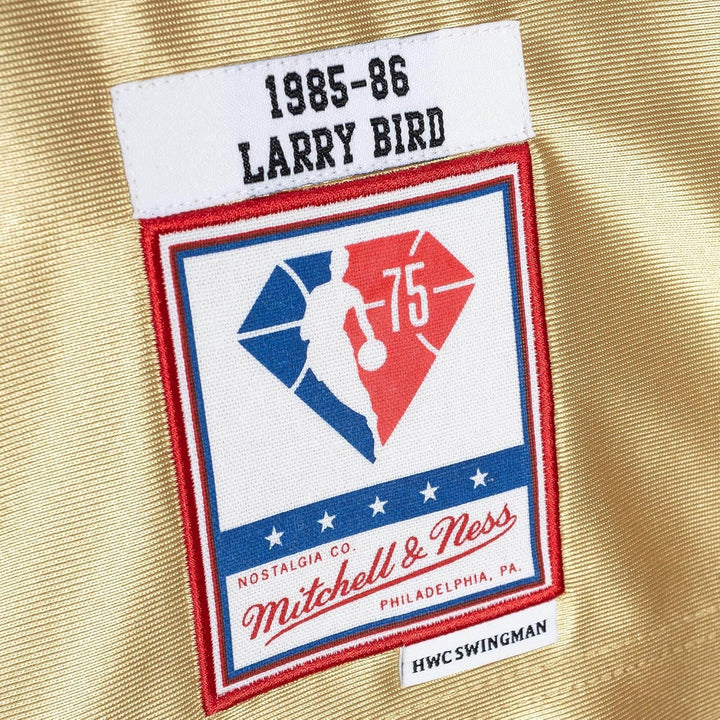 1985-86
LARRY BIRD
75
NOSTALGIA CO.
Mitchell & Ness
PHILADELPHIA, PA.
HWC SWINGMAN